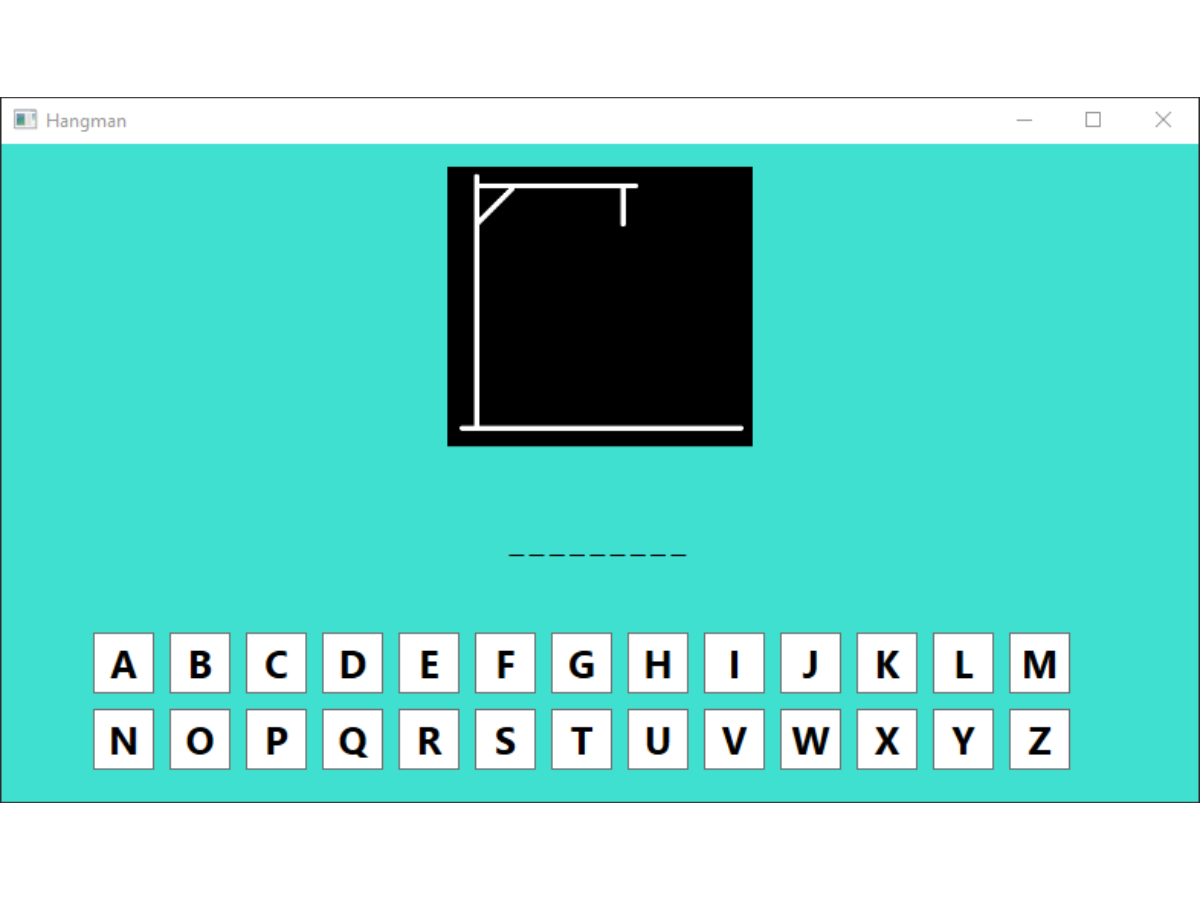 Hangman
_ _ _ _ _ _ _ _ _
A B C D E F G H I J K L M
N O P Q R S T U V W X Y Z